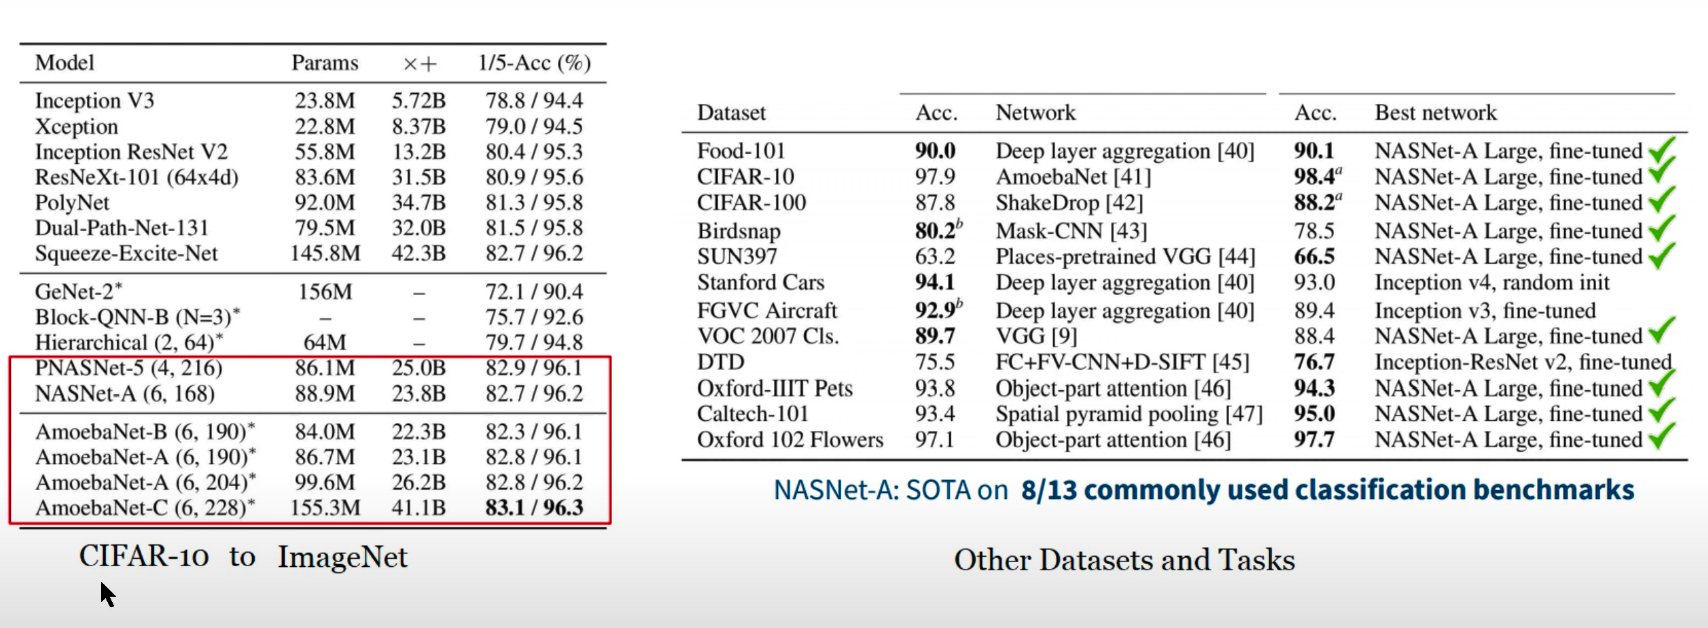 Model Params ×+ 1/5-Acc (%)
Inception V3 23.8M 5.72B 78.8 / 94.4
Xception 22.8M 8.37B 79.0 / 94.5
Inception ResNet V2 55.8M 13.2B 80.4 / 95.3
ResNeXt-101 (64x4d) 83.6M 31.5B 80.9 / 95.6
PolyNet 92.0M 34.7B 81.3 / 95.8
Dual-Path-Net-131 79.5M 32.0B 81.5 / 95.8
Squeeze-Excite-Net 145.8M 42.3B 82.7 / 96.2
GeNet-2* 156M – 72.1 / 90.4
Block-QNN-B (N=3)* – – 75.7 / 92.6
Hierarchical (2, 64)* 64M – 79.7 / 94.8
PNASNet-5 (4, 216) 86.1M 25.0B 82.9 / 96.1
NASNet-A (6, 168) 88.9M 23.8B 82.7 / 96.2
AmoebaNet-B (6, 190)* 84.0M 22.3B 82.3 / 96.1
AmoebaNet-A (6, 190)* 86.7M 23.1B 82.8 / 96.1
AmoebaNet-A (6, 204)* 99.6M 26.2B 82.8 / 96.2
AmoebaNet-C (6, 228)* 155.3M 41.1B 83.1 / 96.3
CIFAR-10 to ImageNet
Dataset Acc. Network Acc. Best network
Food-101 90.0 Deep layer aggregation [40] 90.1 NASNet-A Large, fine-tuned
CIFAR-10 97.9 AmoebaNet [41] 98.4a NASNet-A Large, fine-tuned
CIFAR-100 87.8 ShakeDrop [42] 88.2a NASNet-A Large, fine-tuned
Birdsnap 80.2b Mask-CNN [43] 78.5 NASNet-A Large, fine-tuned
SUN397 63.2 Places-pretrained VGG [44] 66.5 NASNet-A Large, fine-tuned
Stanford Cars 94.1 Deep layer aggregation [40] 93.0 Inception v4, random init
FGVC Aircraft 92.9b Deep layer aggregation [40] 89.4 Inception v3, fine-tuned
VOC 2007 Cls. 89.7 VGG [9] 88.4 NASNet-A Large, fine-tuned
DTD 75.5 FC+FV-CNN+D-SIFT [45] 76.7 Inception-ResNet v2, fine-tuned
Oxford-IIIT Pets 93.8 Object-part attention [46] 94.3 NASNet-A Large, fine-tuned
Caltech-101 93.4 Spatial pyramid pooling [47] 95.0 NASNet-A Large, fine-tuned
Oxford 102 Flowers 97.1 Object-part attention [46] 97.7 NASNet-A Large, fine-tuned
NASNet-A: SOTA on 8/13 commonly used classification benchmarks
Other Datasets and Tasks